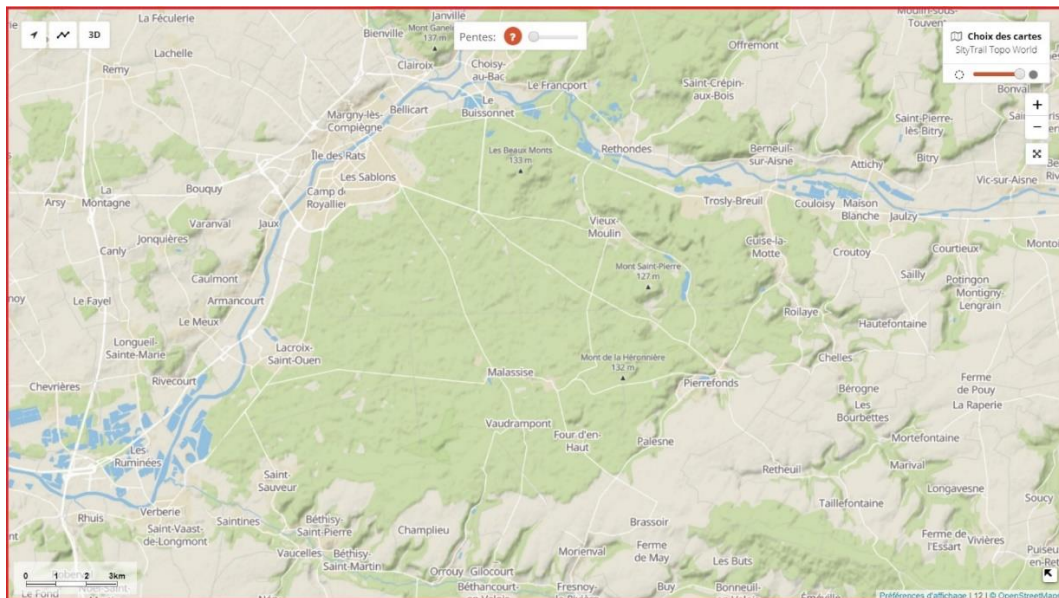 La Féculerie
Janville
Moulin-sous-
Touvent
Bienville
Mont Ganelon
137 m
3D
Pentes:
?
Choix des cartes
SityTrail Topo World
Offremont
Lachelle
Remy
Clairoix
Choisy-
au-Bac
Le Francport
Saint-Crépin-
aux-Bois
Bonval
+
−
Margny-lès-
Compiègne
Bellicart
Le
Buissonnet
Saint-Pierre-
lès-Bitry
Les Beaux Monts
133 m
Rethondes
Berneuil-
sur-Aisne
Attichy
Bitry
Île des Rats
Les Sablons
Vic-sur-Aisne
La
Montagne
Arsy
Bouquy
Camp de
Royallieu
Trosly-Breuil
Couloisy
Maison
Blanche
Jaulzy
Varanval
Jaux
Vieux-
Moulin
Jonquières
Canly
Cuise-la-
Motte
Croutoy
Courtieux
Mont Saint-Pierre
127 m
Sailly
Potingon
Montigny-
Lengrain
Caulmont
Armancourt
Le Fayel
Le Meux
Roilaye
Hautefontaine
Longueil-
Sainte-Marie
Lacroix-
Saint-Ouen
Mont de la Héronnière
132 m
Chelles
Malassise
Pierrefonds
Chevrières
Rivecourt
Bérogne
Les
Bourbettes
Ferme
de Pouy
La Raperie
Vaudrampont
Four-d'en-
Haut
Palesne
Mortefontaine
Les
Ruminées
Retheuil
Marival
Saint-
Sauveur
Longavesne
Soucy
Taillefontaine
Verberie
Rhuis
Saint-Vaast-
de-Longmont
Saintines
Béthisy-
Saint-Pierre
Champlieu
Brassoir
Ferme
de May
Morienval
Ferme de
l'Essart
Vivières
Vaucelles
Béthisy-
Saint-Martin
Les Buts
0 1 2 3km
Orrouy
Gilocourt
Le Fond
Béthancourt-
Fresnoy-
Buy
Bonneuil-
Préférences d'affichage | 12 | © OpenStreetMap